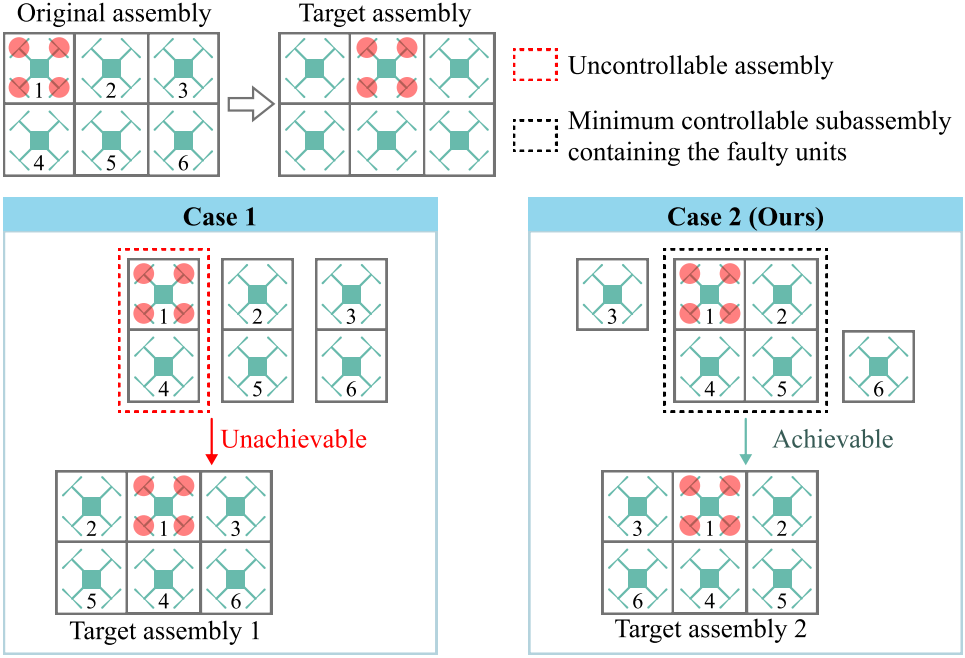 Original assembly
Target assembly
1 2 3
4 5 6
Uncontrollable assembly
Minimum controllable subassembly
containing the faulty units
Case 1
1 2 3
4 5 6
Unachievable
2 1 3
5 4 6
Target assembly 1
Case 2 (Ours)
3 1 2
4 5 6
Achievable
3 1 2
6 4 5
Target assembly 2